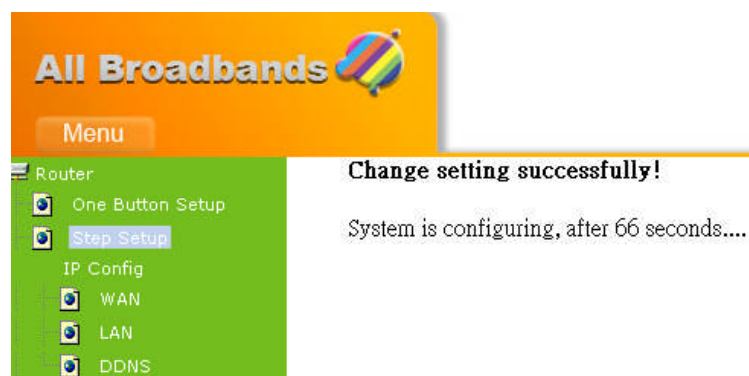 All Broadbands
Menu
Router
One Button Setup
Step Setup
IP Config
WAN
LAN
DDNS
Change setting successfully!
System is configuring, after 66 seconds....